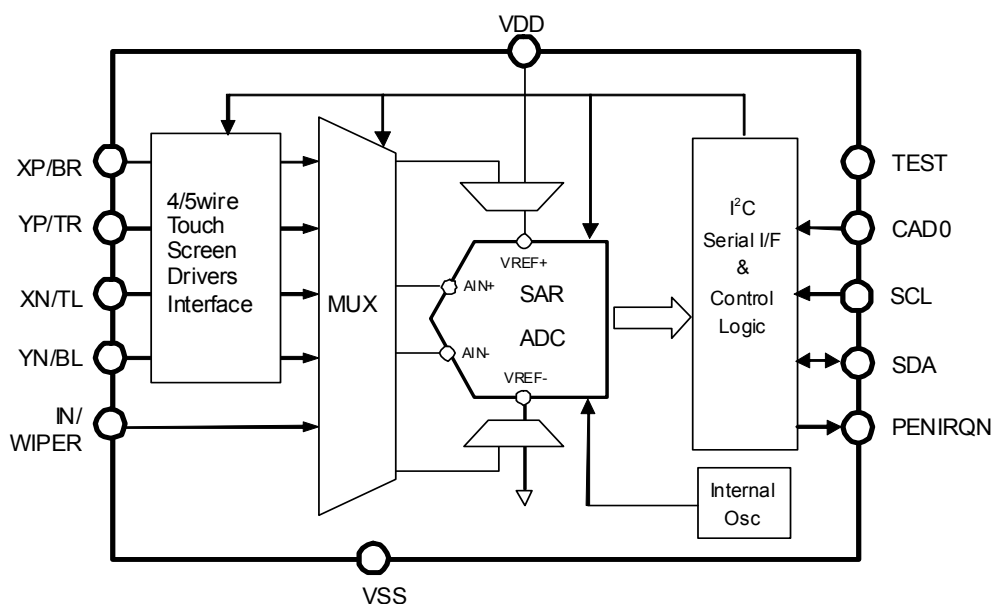 VDD
XP/BR
YP/TR
XN/TL
YN/BL
IN/
WIPER
4/5wire
Touch
Screen
Drivers
Interface
MUX
VREF+
AIN+
SAR
ADC
AIN-
VREF-
I²C
Serial I/F
&
Control
Logic
Internal
Osc
TEST
CAD0
SCL
SDA
PENIRQN
VSS